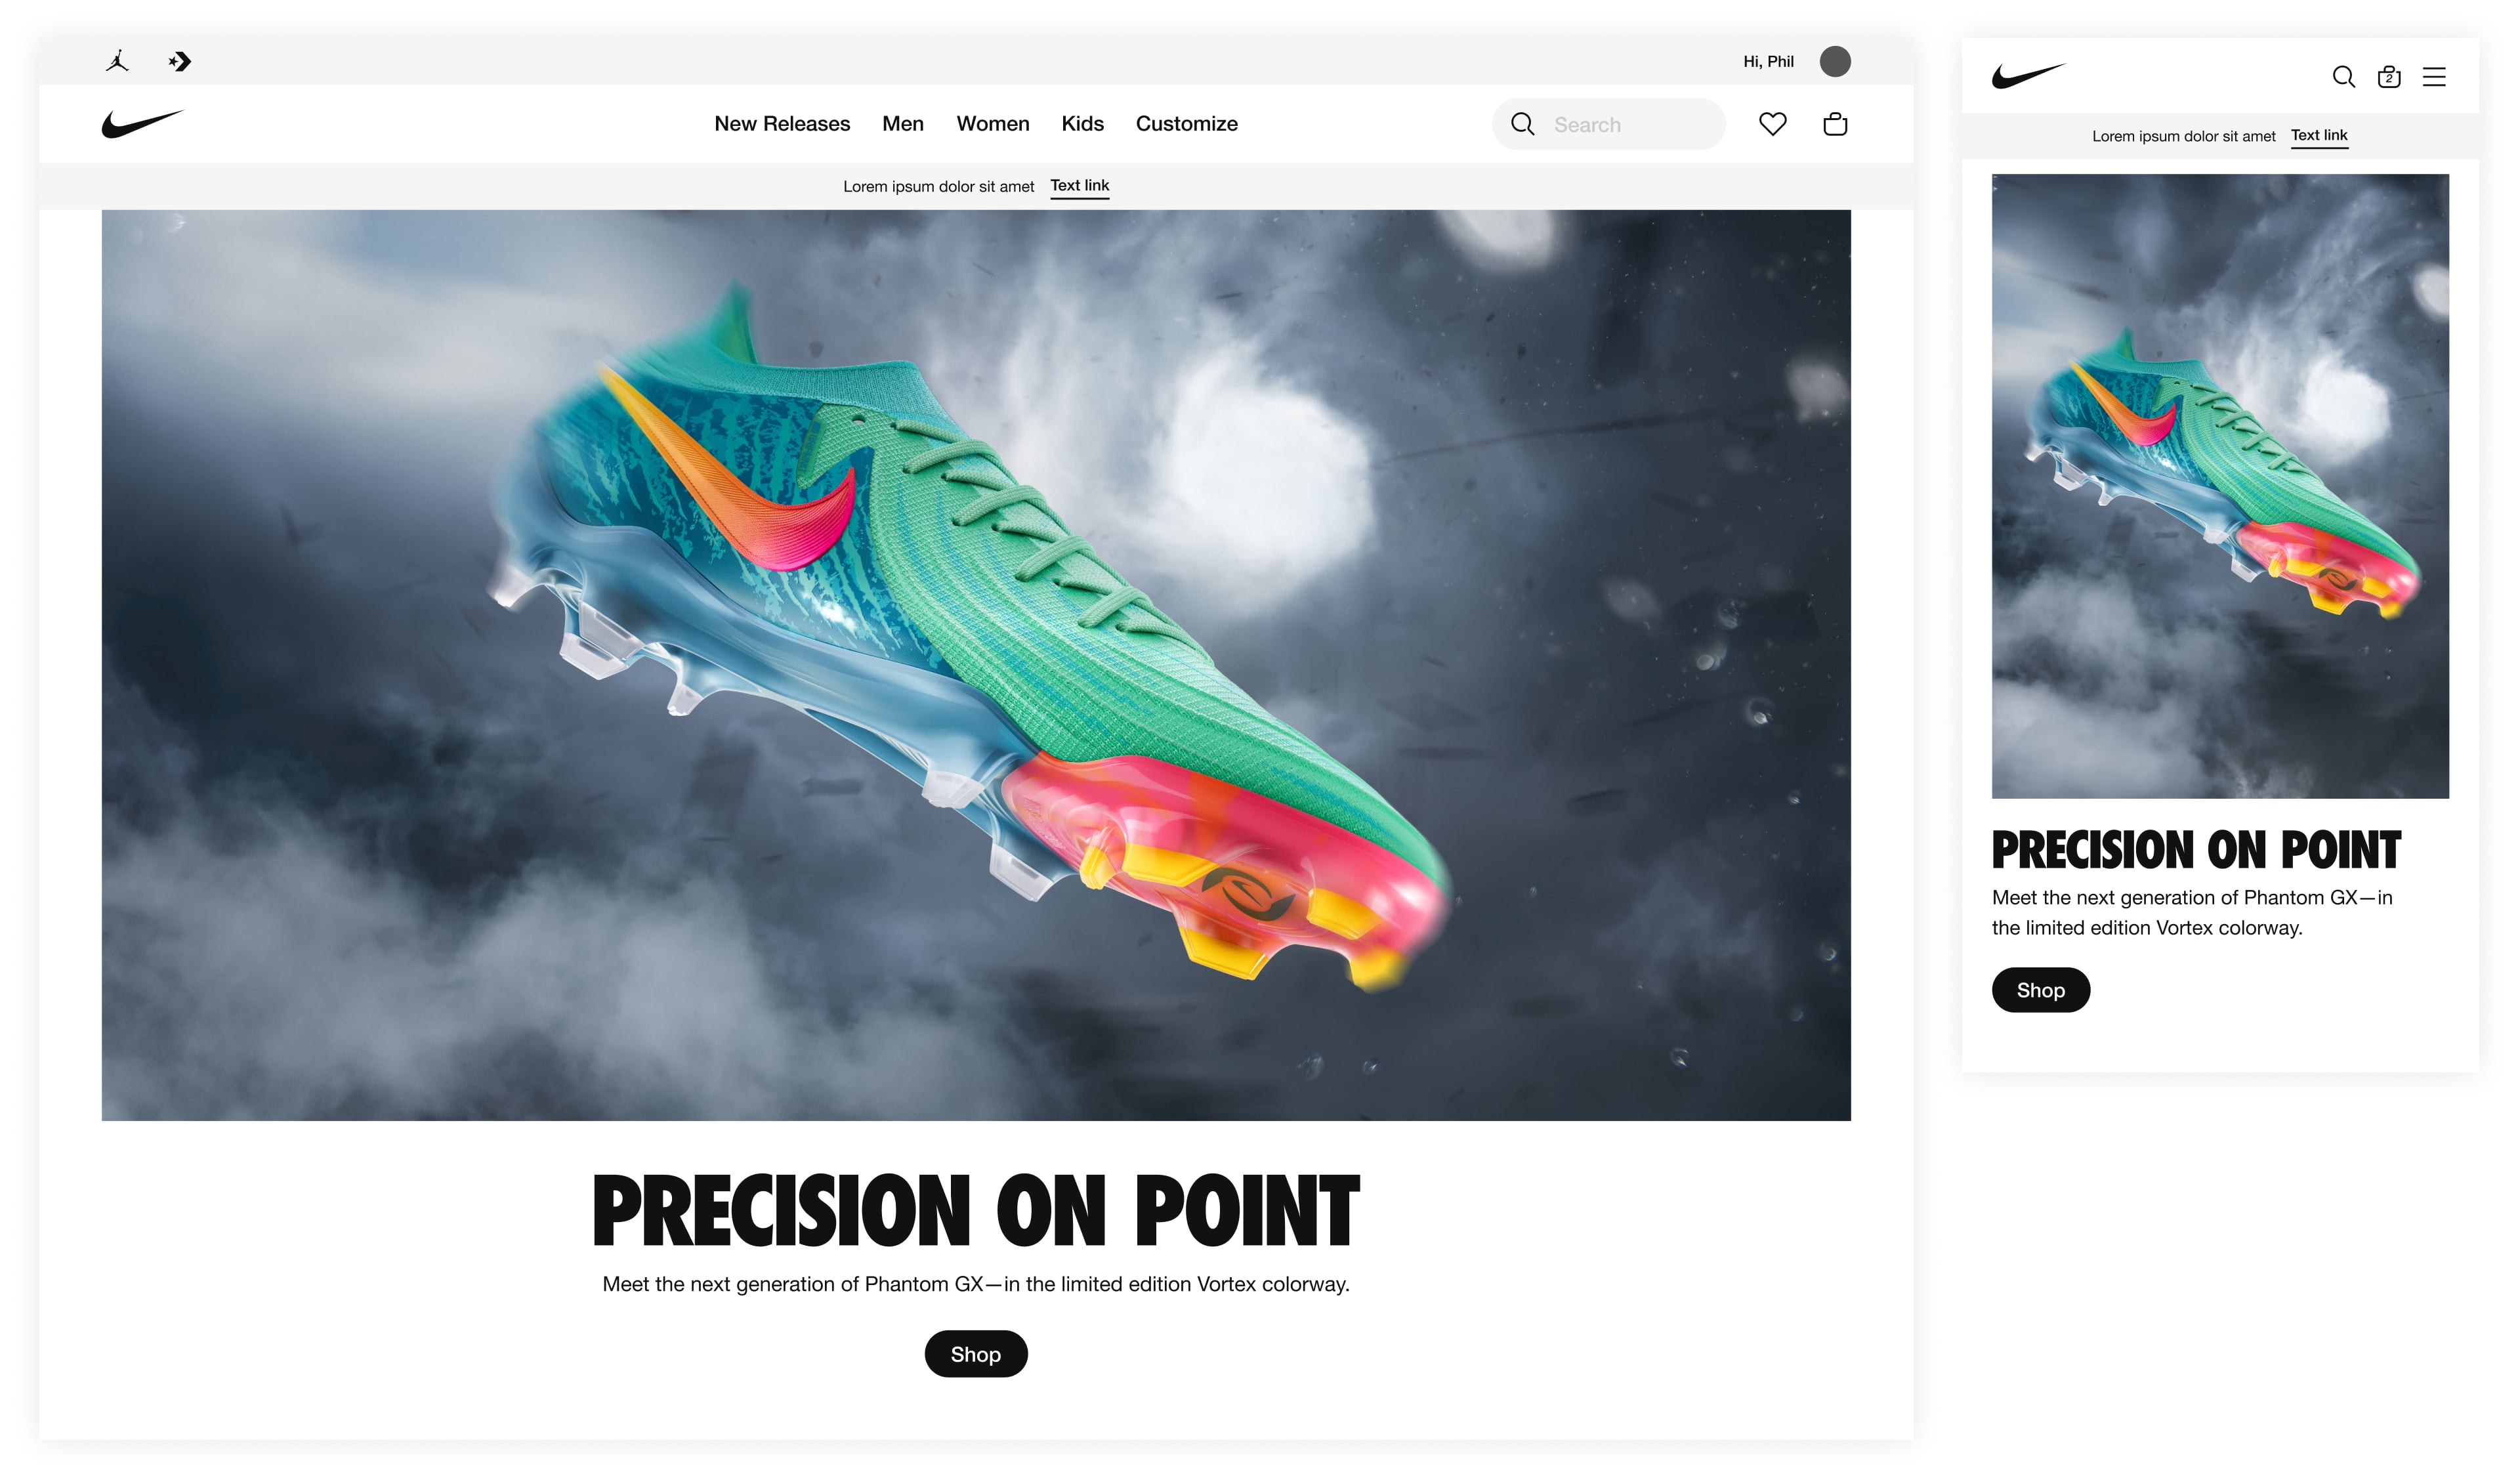 Hi, Phil
New Releases Men Women Kids Customize
Search
Lorem ipsum dolor sit amet Text link
PRECISION ON POINT
Meet the next generation of Phantom GX—in the limited edition Vortex colorway.
Shop
2
Lorem ipsum dolor sit amet Text link
PRECISION ON POINT
Meet the next generation of Phantom GX—in
the limited edition Vortex colorway.
Shop